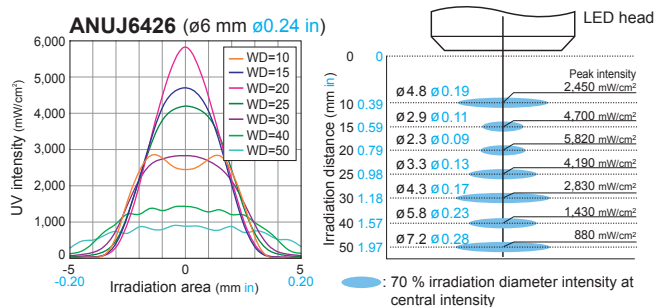 ANUJ6426 (ø6 mm ø0.24 in)
UV intensity (mW/cm²)
6,000
5,000
4,000
3,000
2,000
1,000
0
-5 0 5
-0.20 0.20
Irradiation area (mm in)
WD=10
WD=15
WD=20
WD=25
WD=30
WD=40
WD=50
LED head
Irradiation distance (mm in)
0 0
Peak intensity
ø4.8 ø0.19 2,450 mW/cm²
10 0.39
ø2.9 ø0.11 4,700 mW/cm²
15 0.59
ø2.3 ø0.09 5,820 mW/cm²
20 0.79
ø3.3 ø0.13 4,190 mW/cm²
25 0.98
ø4.3 ø0.17 2,830 mW/cm²
30 1.18
ø5.8 ø0.23 1,430 mW/cm²
40 1.57
ø7.2 ø0.28 880 mW/cm²
50 1.97
: 70 % irradiation diameter intensity at
central intensity